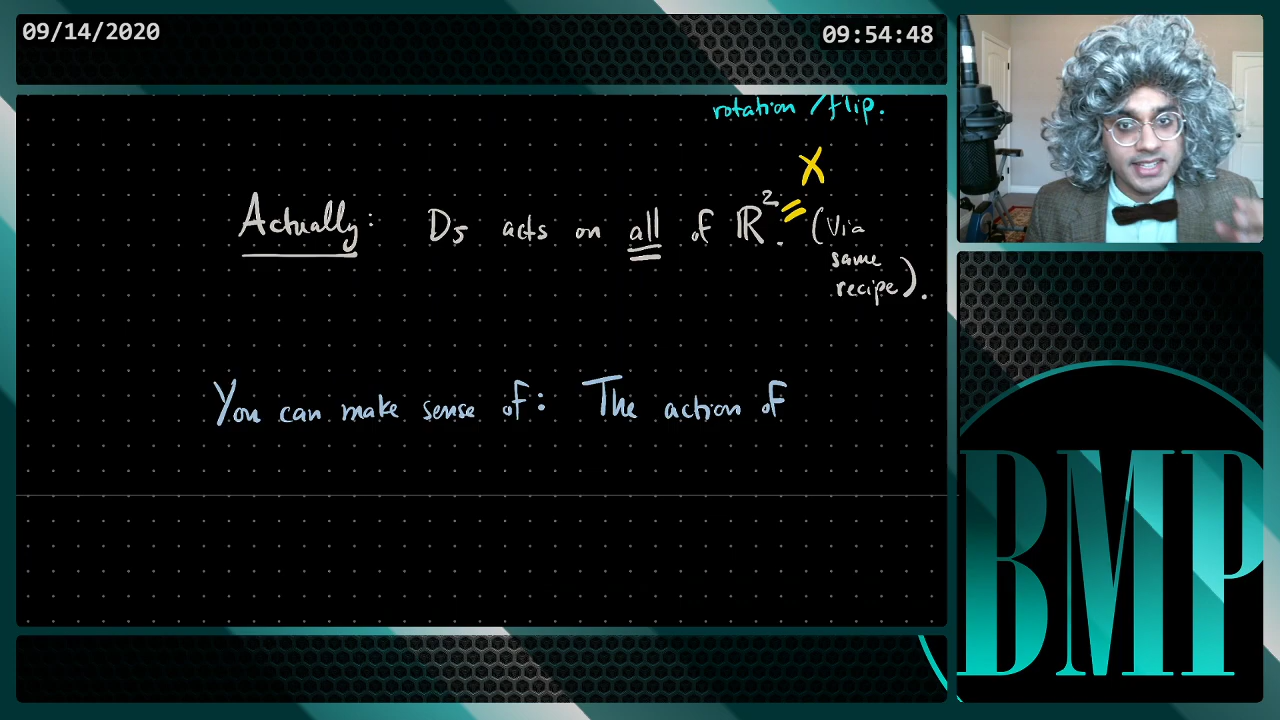 09/14/2020
09:54:48
rotation / flip.
X
Actually: D5 acts on all of ℝ². = (via
same
recipe).
You can make sense of: The action of
BMP